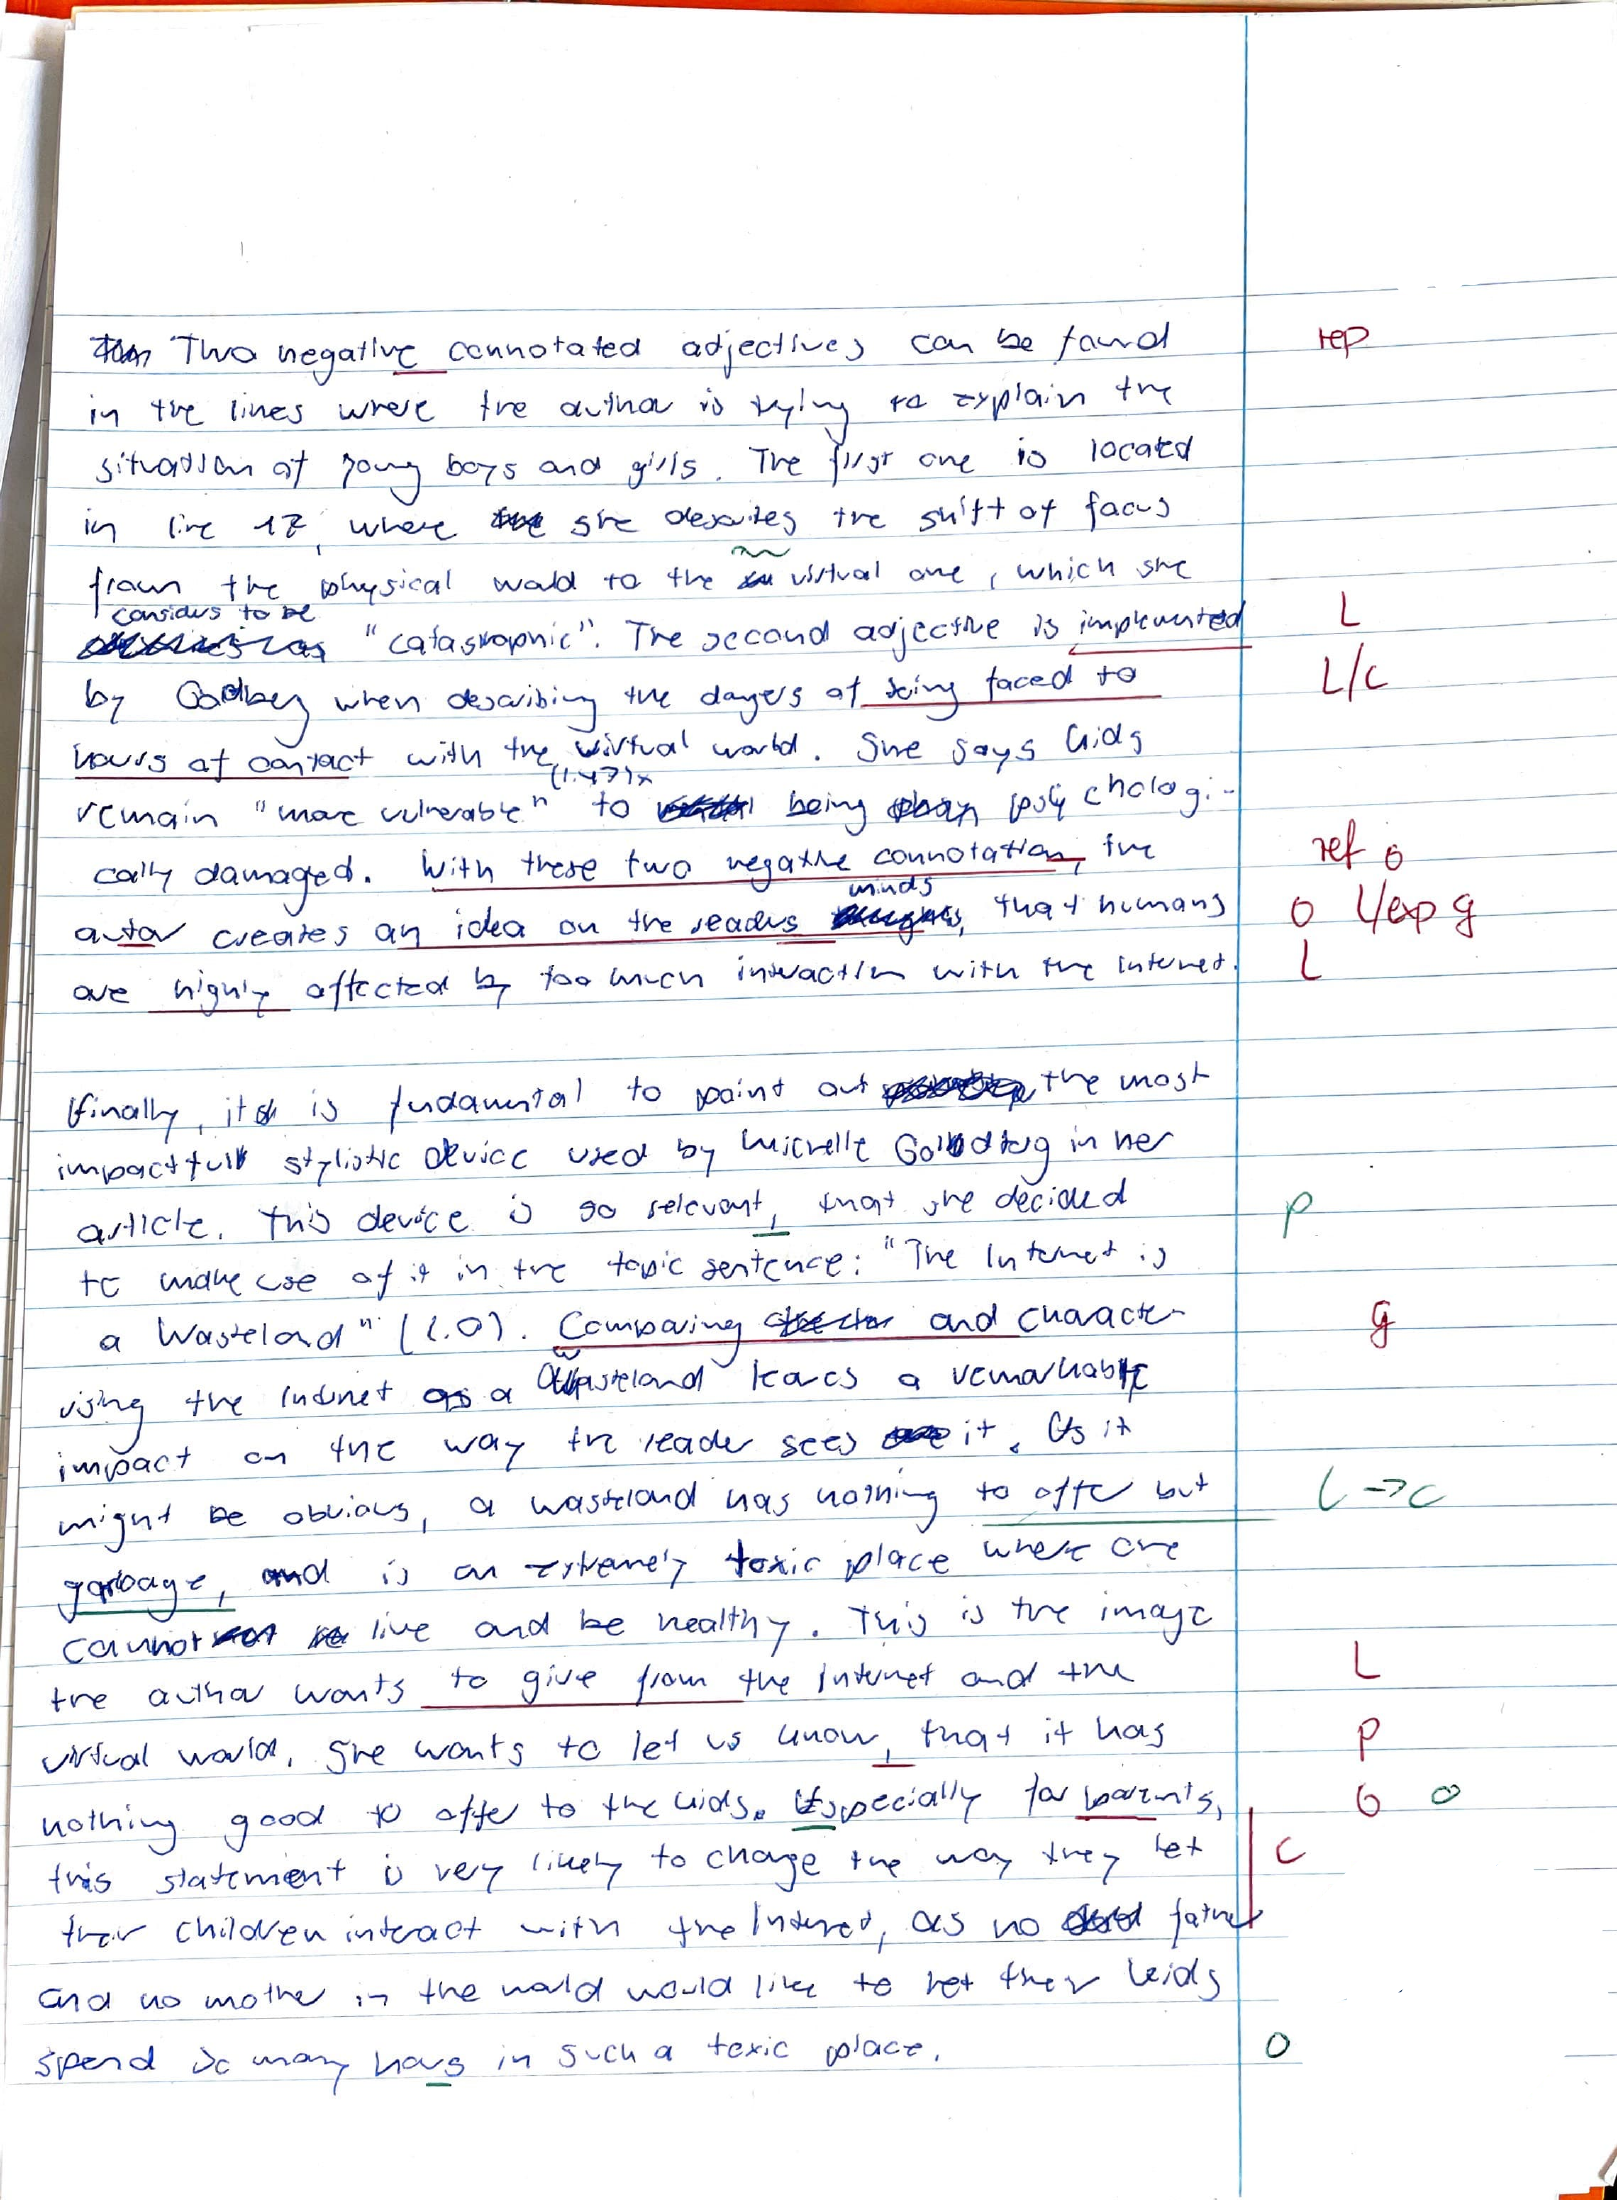 Two negative connotated adjectives can be found rep
in the lines where the author is trying to explain the
situation of young boys and girls. The first one is located
in line 17, where she describes the shift of focus
from the physical world to the virtual one, which she
considers to be "catastrophic". The second adjective is implemented L
by Goldberg when describing the dangers of being faced to L/C
hours of contact with the virtual world. She says kids
remain "more vulnerable" (l.47) to being psychologi-
cally damaged. With these two negative connotation, the ref o
autor creates an idea on the readers minds, that humans o L/exp g
are highly affected by too much interaction with the Internet. L
Finally, it is fundamental to point out the most
impactfull stylistic device used by Michelle Goldberg in her
article. This device is so relevant, that she decided P
to make use of it in the topic sentence: "The Internet is
a Wasteland" (l.0). Comparing and character- g
ising the Internet as a wasteland leaves a remarkable
impact on the way the reader sees it. As it
might be obvious, a wasteland has nothing to offer but L→C
garbage, and is an extremely toxic place where one
cannot live and be healthy. This is the image
the author wants to give from the Internet and the L
virtual world. She wants to let us know, that it has P
nothing good to offer to the kids. Especially for parents, G o
this statement is very likely to change the way they let C
their children interact with the Internet, as no father
and no mother in the world would like to let their kids
spend so many hours in such a toxic place. O